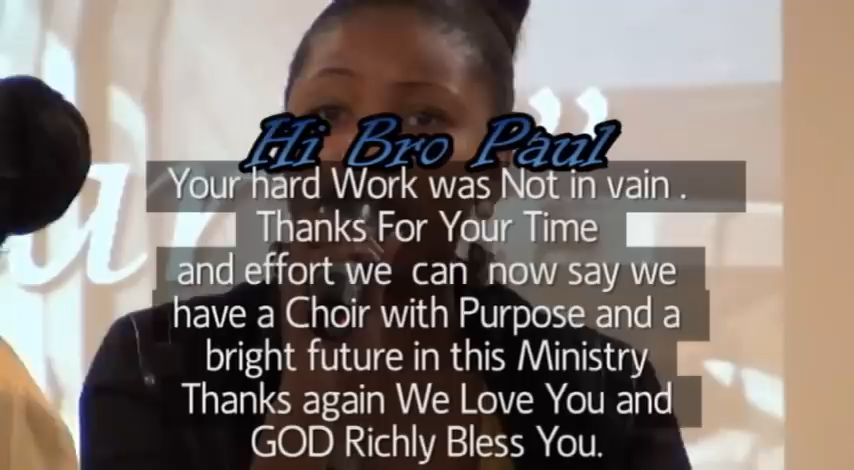 Hi Bro Paul
Your hard Work was Not in vain .
Thanks For Your Time
and effort we can now say we
have a Choir with Purpose and a
bright future in this Ministry
Thanks again We Love You and
GOD Richly Bless You.